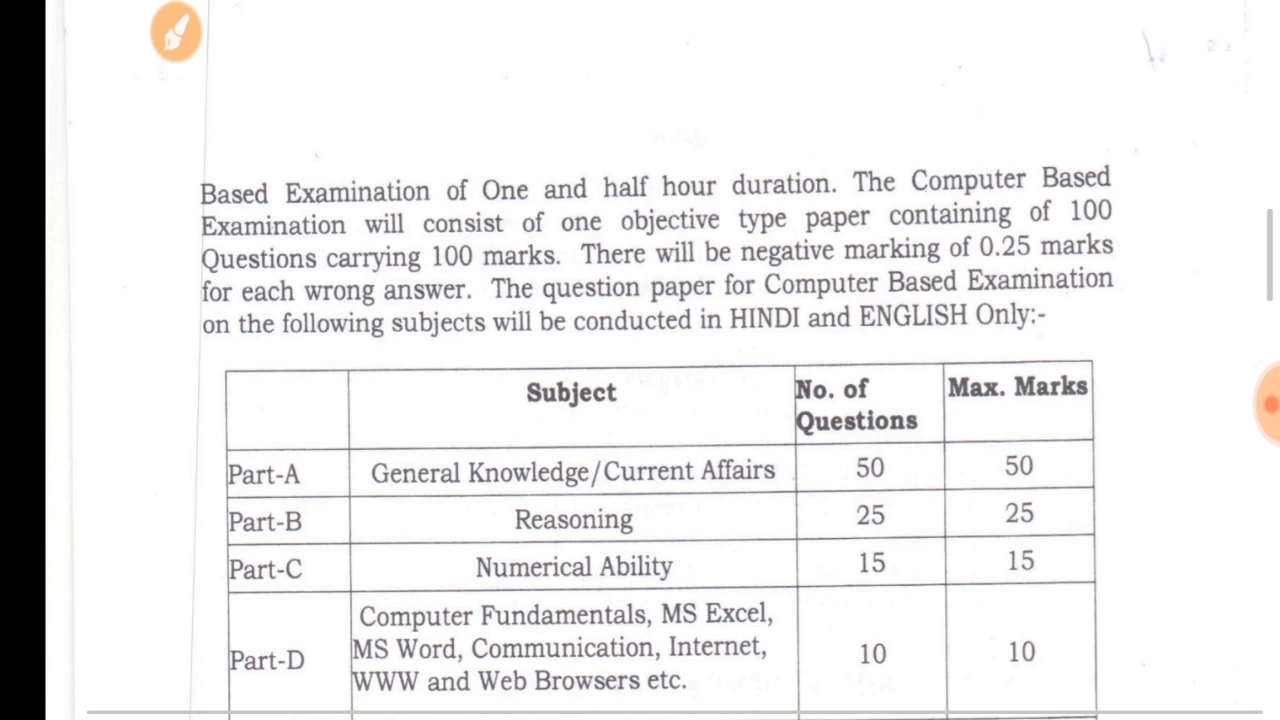 Based Examination of One and half hour duration. The Computer Based
Examination will consist of one objective type paper containing of 100
Questions carrying 100 marks. There will be negative marking of 0.25 marks
for each wrong answer. The question paper for Computer Based Examination
on the following subjects will be conducted in HINDI and ENGLISH Only:-
Subject No. of Questions Max. Marks
Part-A General Knowledge/Current Affairs 50 50
Part-B Reasoning 25 25
Part-C Numerical Ability 15 15
Part-D Computer Fundamentals, MS Excel,
MS Word, Communication, Internet,
WWW and Web Browsers etc. 10 10